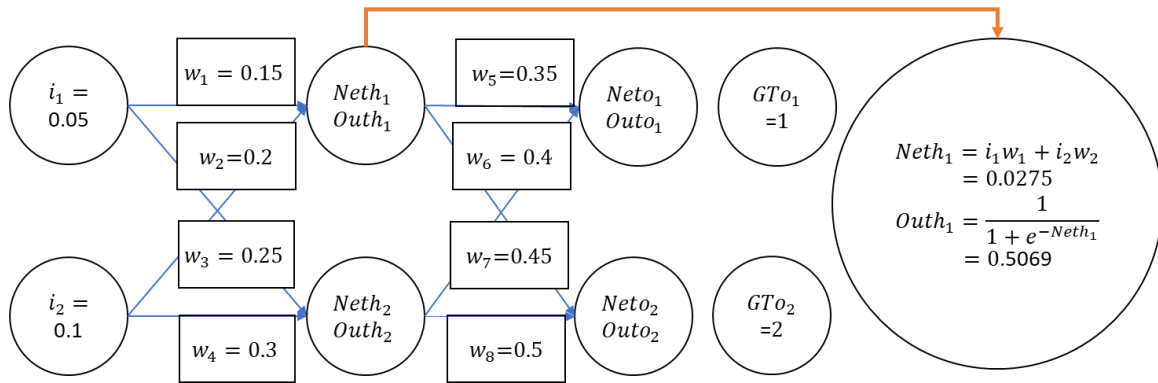 i₁ =
0.05
w₁ = 0.15
w₂=0.2
Neth₁
Outh₁
w₅=0.35
w₆ = 0.4
Neto₁
Outo₁
GTo₁
=1
i₂ =
0.1
w₃ = 0.25
w₄ = 0.3
Neth₂
Outh₂
w₇=0.45
w₈=0.5
Neto₂
Outo₂
GTo₂
=2
Neth₁ = i₁w₁ + i₂w₂
= 0.0275
Outh₁ = 1 / (1 + e^{-Neth₁})
= 0.5069